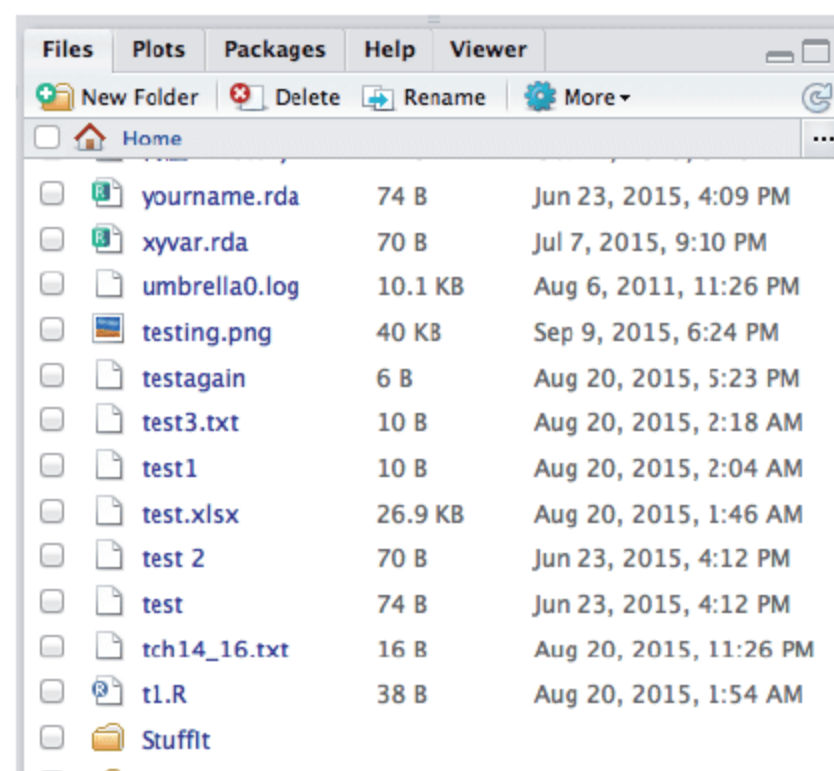 Files Plots Packages Help Viewer
New Folder Delete Rename More
Home ...
yourname.rda 74 B Jun 23, 2015, 4:09 PM
xyvar.rda 70 B Jul 7, 2015, 9:10 PM
umbrella0.log 10.1 KB Aug 6, 2011, 11:26 PM
testing.png 40 KB Sep 9, 2015, 6:24 PM
testagain 6 B Aug 20, 2015, 5:23 PM
test3.txt 10 B Aug 20, 2015, 2:18 AM
test1 10 B Aug 20, 2015, 2:04 AM
test.xlsx 26.9 KB Aug 20, 2015, 1:46 AM
test 2 70 B Jun 23, 2015, 4:12 PM
test 74 B Jun 23, 2015, 4:12 PM
tch14_16.txt 16 B Aug 20, 2015, 11:26 PM
t1.R 38 B Aug 20, 2015, 1:54 AM
StuffIt